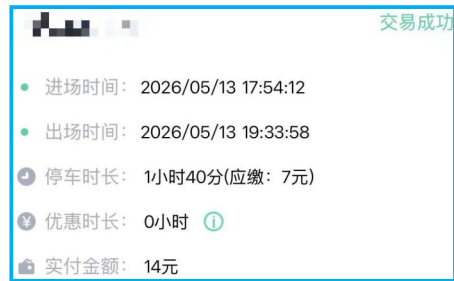 交易成功
进场时间：2026/05/13 17:54:12
出场时间：2026/05/13 19:33:58
停车时长：1小时40分(应缴：7元)
优惠时长：0小时
实付金额：14元